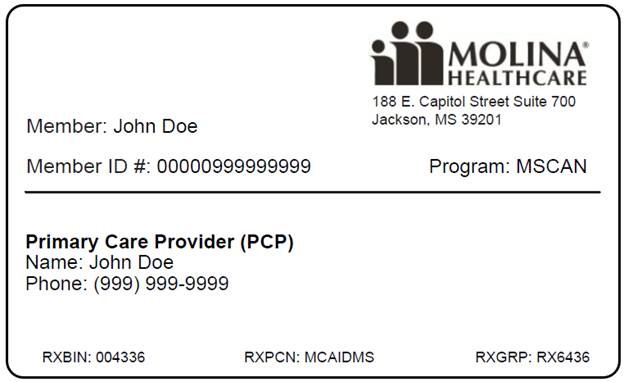 MOLINA®
HEALTHCARE
188 E. Capitol Street Suite 700
Jackson, MS 39201
Member: John Doe
Member ID #: 00000999999999 Program: MSCAN
Primary Care Provider (PCP)
Name: John Doe
Phone: (999) 999-9999
RXBIN: 004336 RXPCN: MCAIDMS RXGRP: RX6436